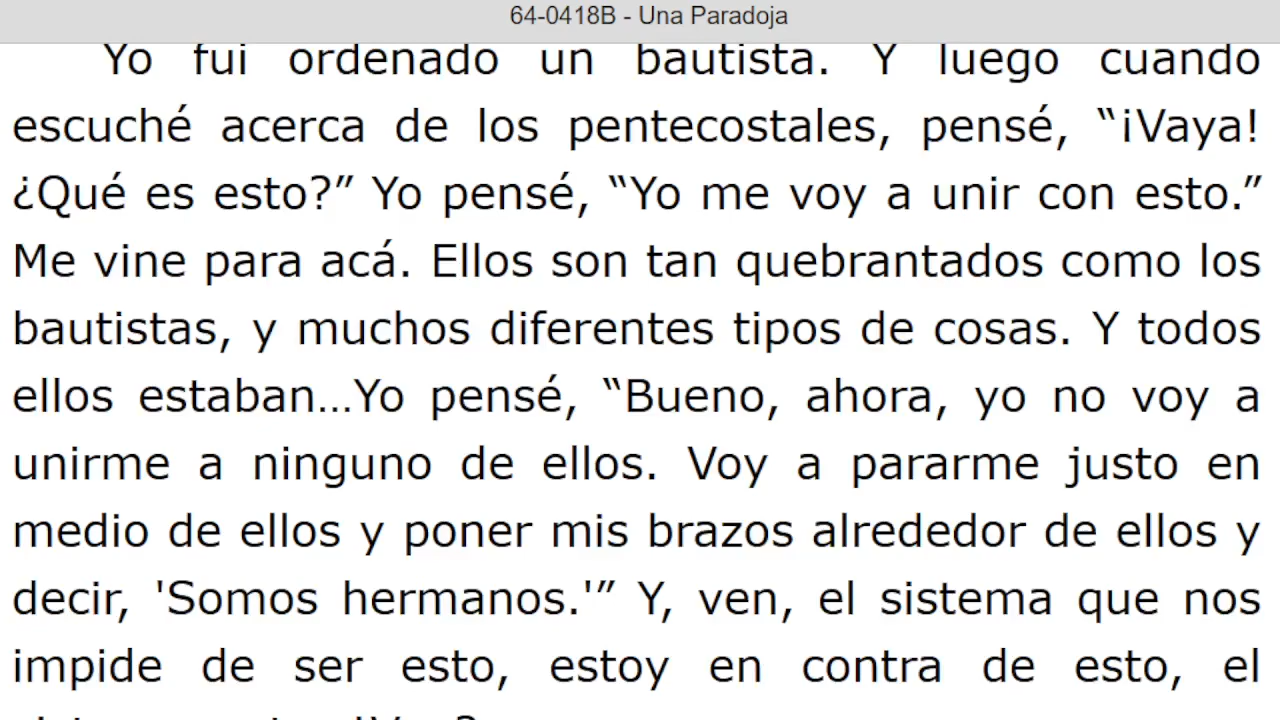 64-0418B - Una Paradoja
Yo fui ordenado un bautista. Y luego cuando
escuché acerca de los pentecostales, pensé, “¡Vaya!
¿Qué es esto?” Yo pensé, “Yo me voy a unir con esto.”
Me vine para acá. Ellos son tan quebrantados como los
bautistas, y muchos diferentes tipos de cosas. Y todos
ellos estaban…Yo pensé, “Bueno, ahora, yo no voy a
unirme a ninguno de ellos. Voy a pararme justo en
medio de ellos y poner mis brazos alrededor de ellos y
decir, 'Somos hermanos.'” Y, ven, el sistema que nos
impide de ser esto, estoy en contra de esto, el